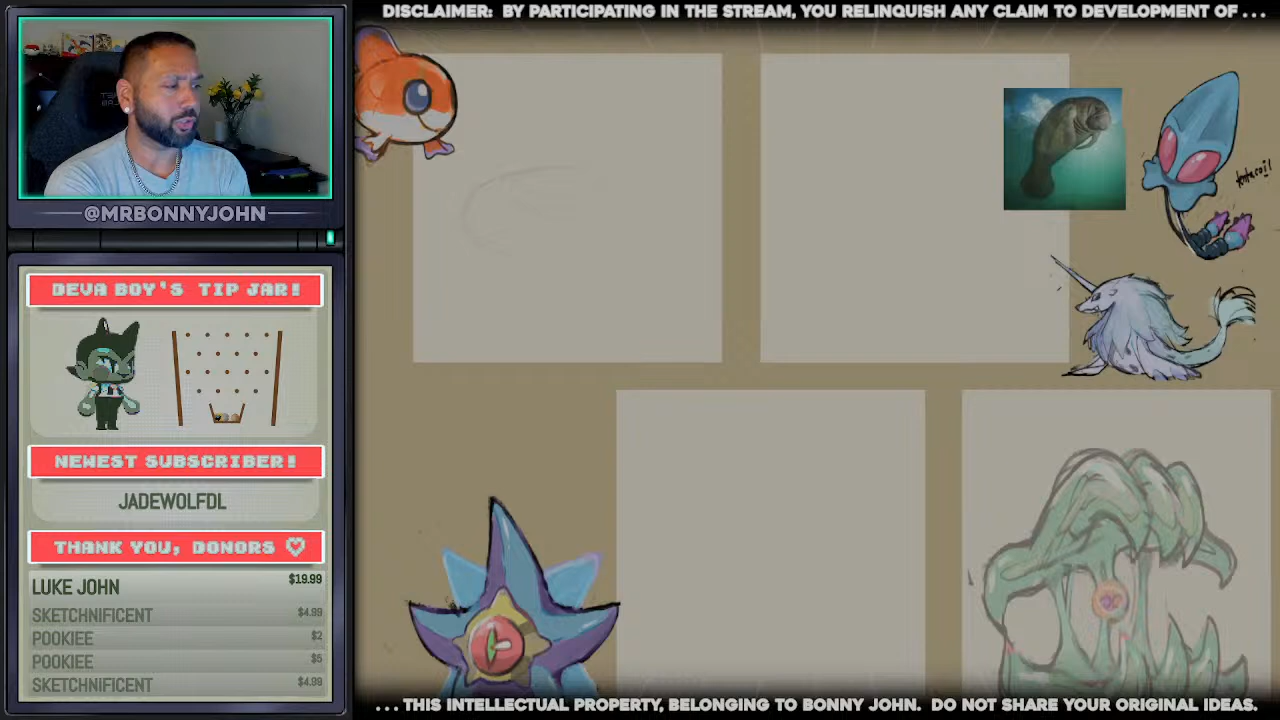 DISCLAIMER: BY PARTICIPATING IN THE STREAM, YOU RELINQUISH ANY CLAIM TO DEVELOPMENT OF . . .
@MRBONNYJOHN
DEVA BOY'S TIP JAR!
NEWEST SUBSCRIBER!
JADEWOLFDL
THANK YOU, DONORS
LUKE JOHN $19.99
SKETCHNIFICENT $4.99
POOKIEE $2
POOKIEE $5
SKETCHNIFICENT $4.99
. . . THIS INTELLECTUAL PROPERTY, BELONGING TO BONNY JOHN. DO NOT SHARE YOUR ORIGINAL IDEAS.